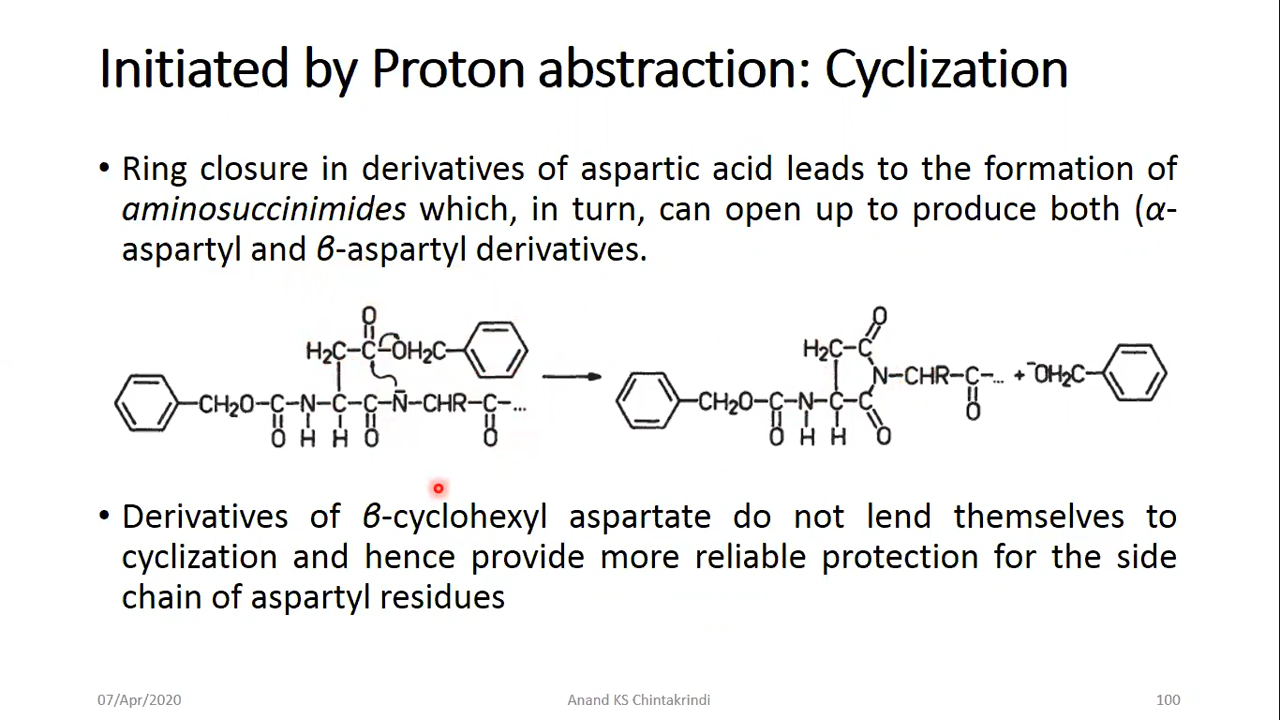 Initiated by Proton abstraction: Cyclization
• Ring closure in derivatives of aspartic acid leads to the formation of
aminosuccinimides which, in turn, can open up to produce both (α-
aspartyl and β-aspartyl derivatives.
O O
H₂C–C–OH₂C– H₂C–C
N–CHR–C–... + ⁻OH₂C–
–CH₂O–C–N–C–C–N̄–CHR–C–... –CH₂O–C–N–C–C O
O H H O O O H H O
• Derivatives of β-cyclohexyl aspartate do not lend themselves to
cyclization and hence provide more reliable protection for the side
chain of aspartyl residues
07/Apr/2020 Anand KS Chintakrindi 100